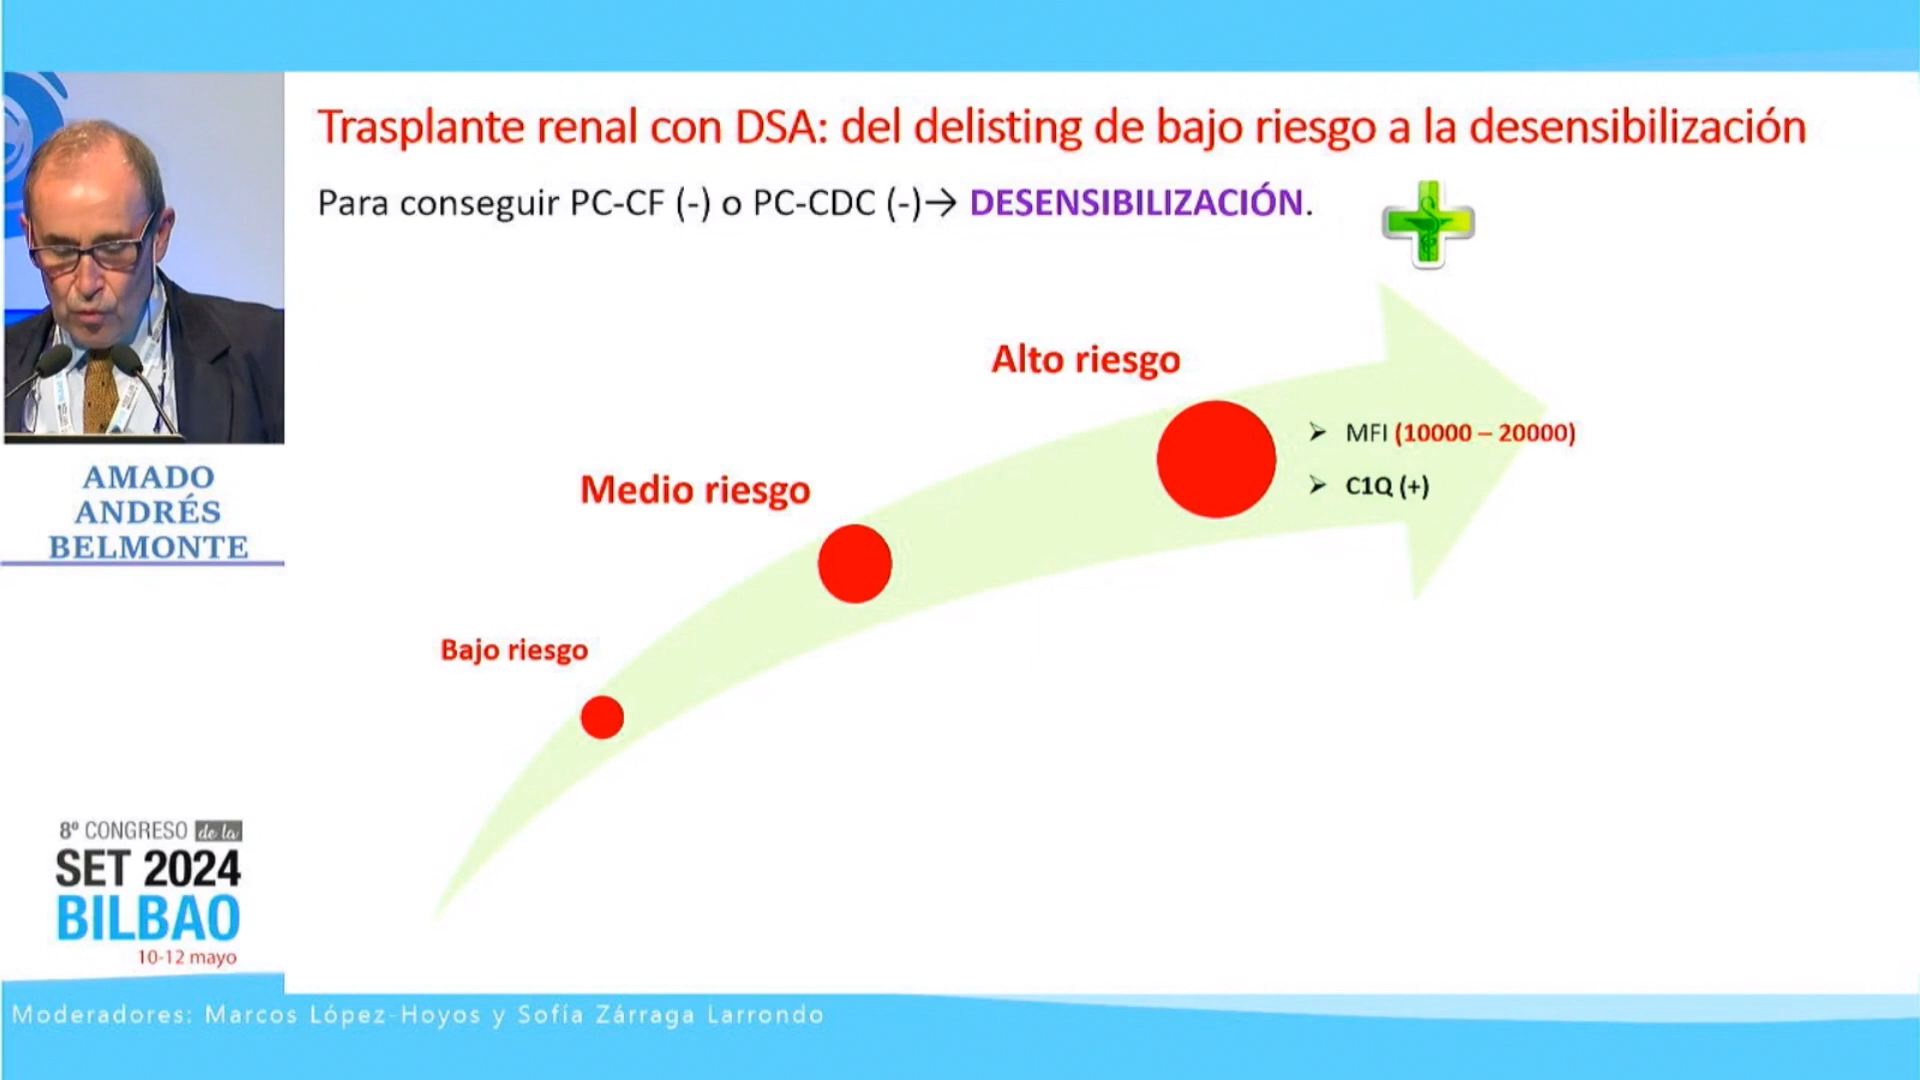 Trasplante renal con DSA: del delisting de bajo riesgo a la desensibilización
Para conseguir PC-CF (-) o PC-CDC (-)→ DESENSIBILIZACIÓN.
Alto riesgo
➢ MFI (10000 – 20000)
➢ C1Q (+)
Medio riesgo
Bajo riesgo
AMADO
ANDRÉS
BELMONTE
8º CONGRESO de la
SET 2024
BILBAO
10-12 mayo
Moderadores: Marcos López-Hoyos y Sofía Zárraga Larrondo